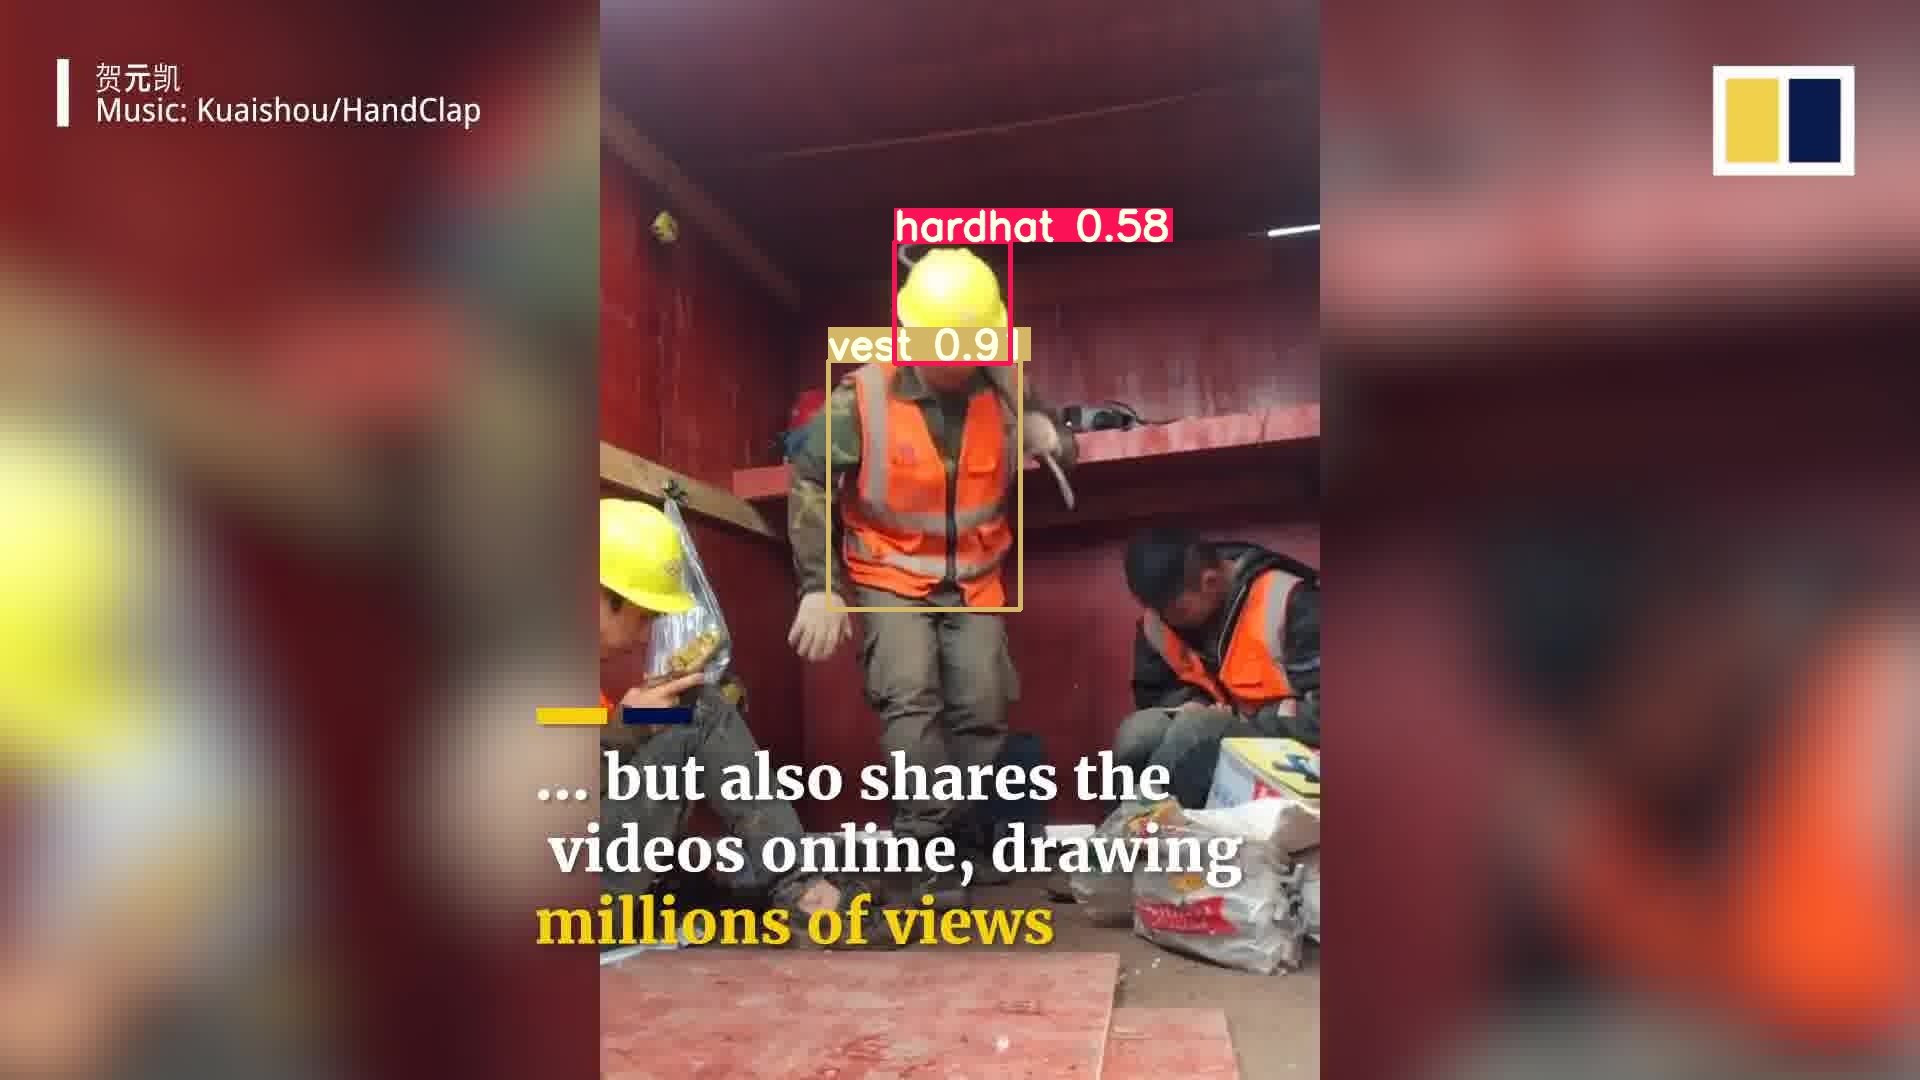 贺元凯
Music: Kuaishou/HandClap
hardhat 0.58
vest 0.91
... but also shares the
videos online, drawing
millions of views